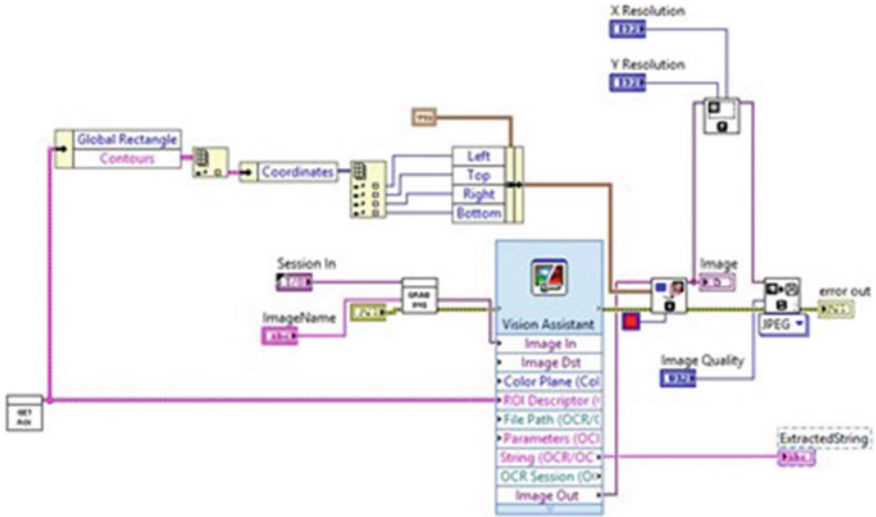 X Resolution
Y Resolution
Global Rectangle
Contours
Coordinates
Left
Top
Right
Bottom
Session In
ImageName
GRAB
Vision Assistant
Image In
Image Dst
Color Plane (Col
ROI Descriptor (
File Path (OCR/(
Parameters (OCI
String (OCR/OC
OCR Session (O(
Image Out
Image
error out
JPEG
Image Quality
GET
ROI
ExtractedString
Abc